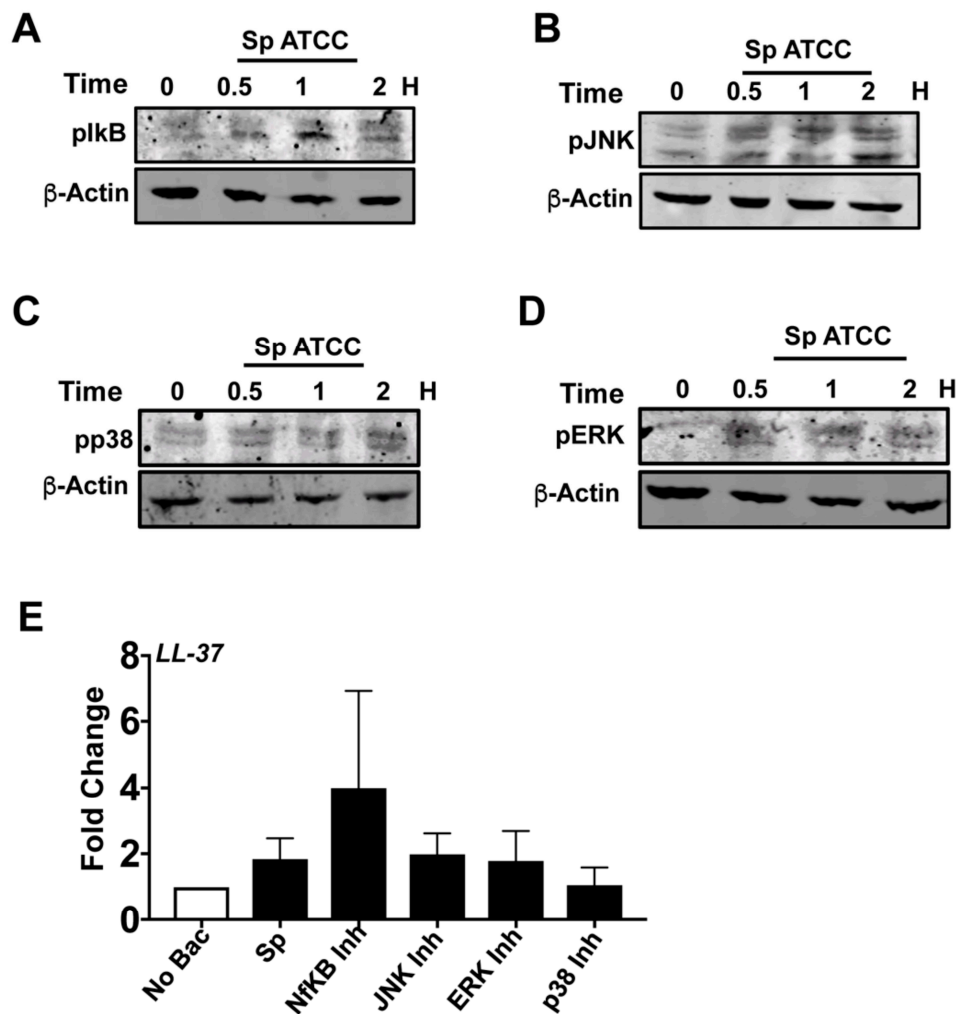 A
Sp ATCC
Time 0 0.5 1 2 H
pIkB
β-Actin
B
Sp ATCC
Time 0 0.5 1 2 H
pJNK
β-Actin
C
Sp ATCC
Time 0 0.5 1 2 H
pp38
β-Actin
D
Sp ATCC
Time 0 0.5 1 2 H
pERK
β-Actin
E
LL-37
Fold Change
8
6
4
2
0
No Bac
Sp
NfKB Inh
JNK Inh
ERK Inh
p38 Inh